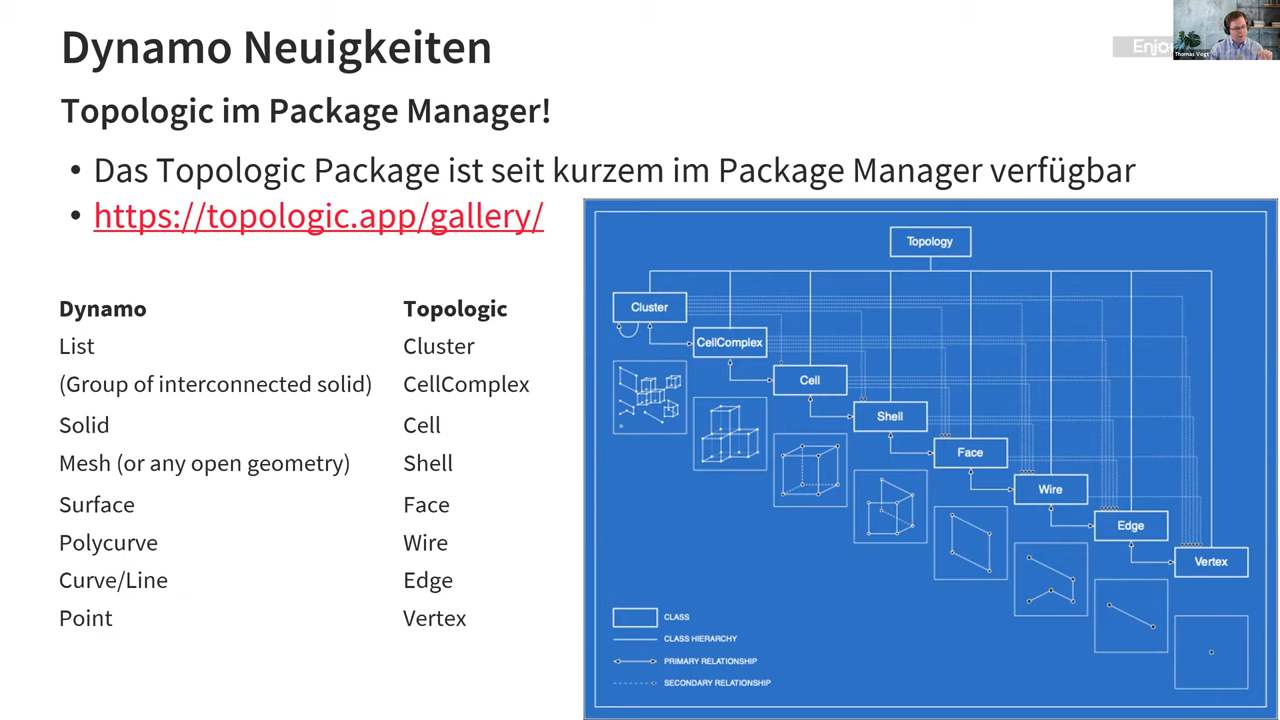 Dynamo Neuigkeiten
Thomas Vogt
Topologic im Package Manager!
• Das Topologic Package ist seit kurzem im Package Manager verfügbar
• https://topologic.app/gallery/
Dynamo Topologic
List Cluster
(Group of interconnected solid) CellComplex
Solid Cell
Mesh (or any open geometry) Shell
Surface Face
Polycurve Wire
Curve/Line Edge
Point Vertex
Topology
Cluster
CellComplex
Cell
Shell
Face
Wire
Edge
Vertex
CLASS
CLASS HIERARCHY
PRIMARY RELATIONSHIP
SECONDARY RELATIONSHIP